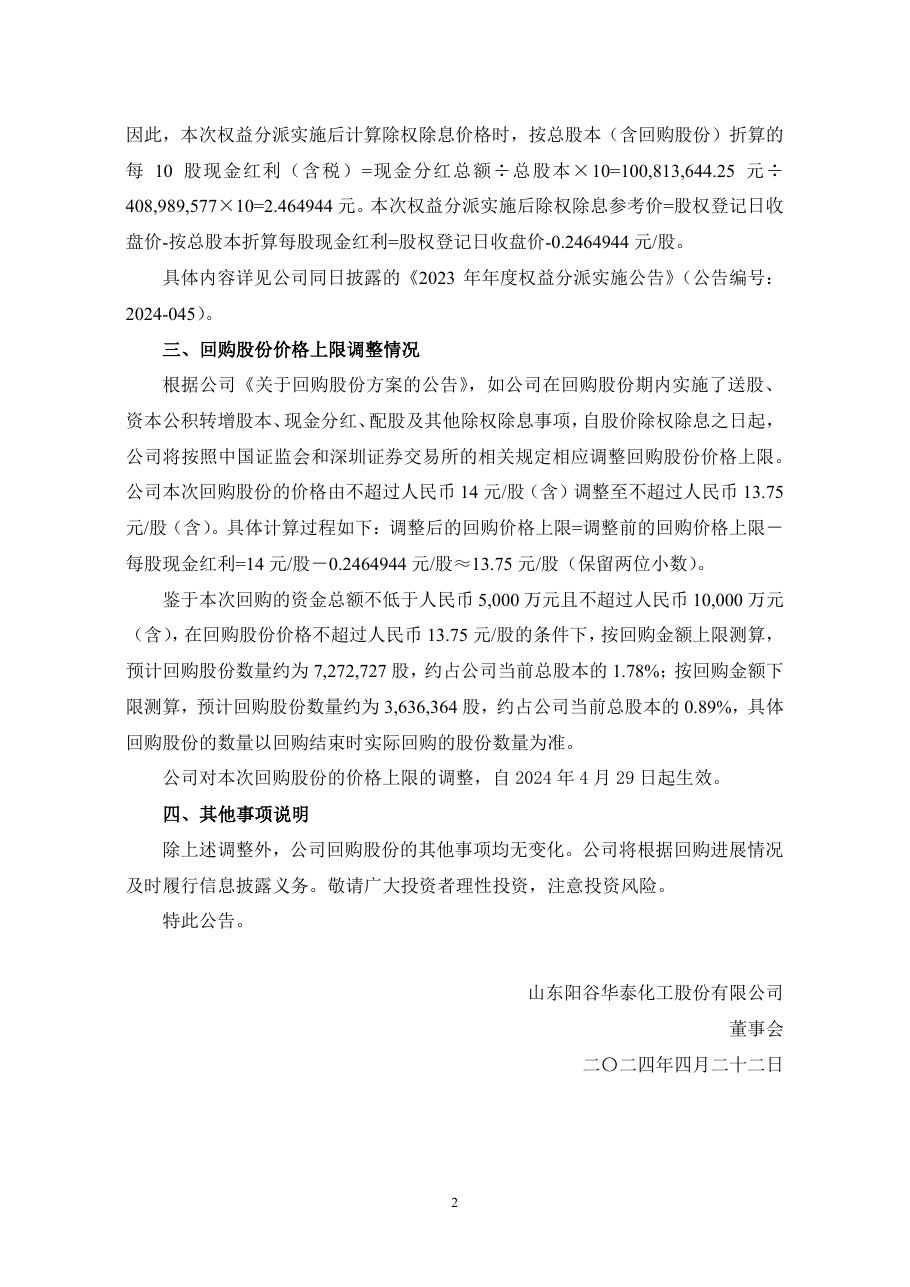 因此，本次权益分派实施后计算除权除息价格时，按总股本（含回购股份）折算的
每 10 股现金红利（含税）=现金分红总额÷总股本×10=100,813,644.25 元÷
408,989,577×10=2.464944 元。本次权益分派实施后除权除息参考价=股权登记日收
盘价-按总股本折算每股现金红利=股权登记日收盘价-0.2464944 元/股。
具体内容详见公司同日披露的《2023 年年度权益分派实施公告》（公告编号：
2024-045）。
三、回购股份价格上限调整情况
根据公司《关于回购股份方案的公告》，如公司在回购股份期内实施了送股、
资本公积转增股本、现金分红、配股及其他除权除息事项，自股价除权除息之日起，
公司将按照中国证监会和深圳证券交易所的相关规定相应调整回购股份价格上限。
公司本次回购股份的价格由不超过人民币 14 元/股（含）调整至不超过人民币 13.75
元/股（含）。具体计算过程如下：调整后的回购价格上限=调整前的回购价格上限－
每股现金红利=14 元/股－0.2464944 元/股≈13.75 元/股（保留两位小数）。
鉴于本次回购的资金总额不低于人民币 5,000 万元且不超过人民币 10,000 万元
（含），在回购股份价格不超过人民币 13.75 元/股的条件下，按回购金额上限测算，
预计回购股份数量约为 7,272,727 股，约占公司当前总股本的 1.78%；按回购金额下
限测算，预计回购股份数量约为 3,636,364 股，约占公司当前总股本的 0.89%，具体
回购股份的数量以回购结束时实际回购的股份数量为准。
公司对本次回购股份的价格上限的调整，自 2024 年 4 月 29 日起生效。
四、其他事项说明
除上述调整外，公司回购股份的其他事项均无变化。公司将根据回购进展情况
及时履行信息披露义务。敬请广大投资者理性投资，注意投资风险。
特此公告。
山东阳谷华泰化工股份有限公司
董事会
二〇二四年四月二十二日
2